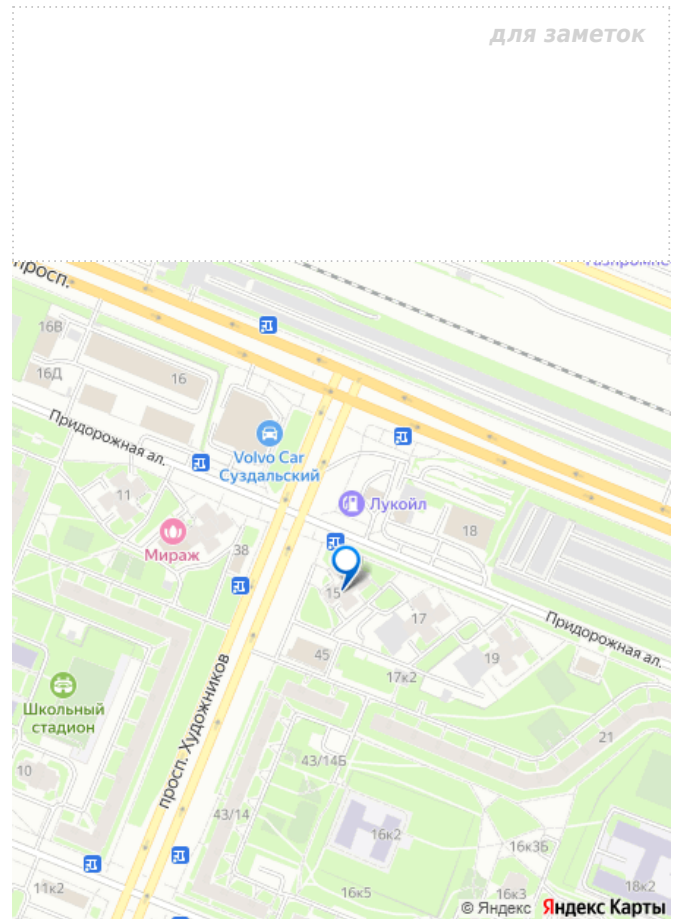 для заметок
просп.
16В
16Д
16
Придорожная ал.
Volvo Car
Суздальский
11
Мираж
38
Лукойл
18
15
17
19
Придорожная ал.
45
17к2
просп. Художников
Школьный
стадион
21
10
43/14Б
43/14
16к2
16к3Б
11к2
16к5
16к3
18к2
© Яндекс Яндекс Карты